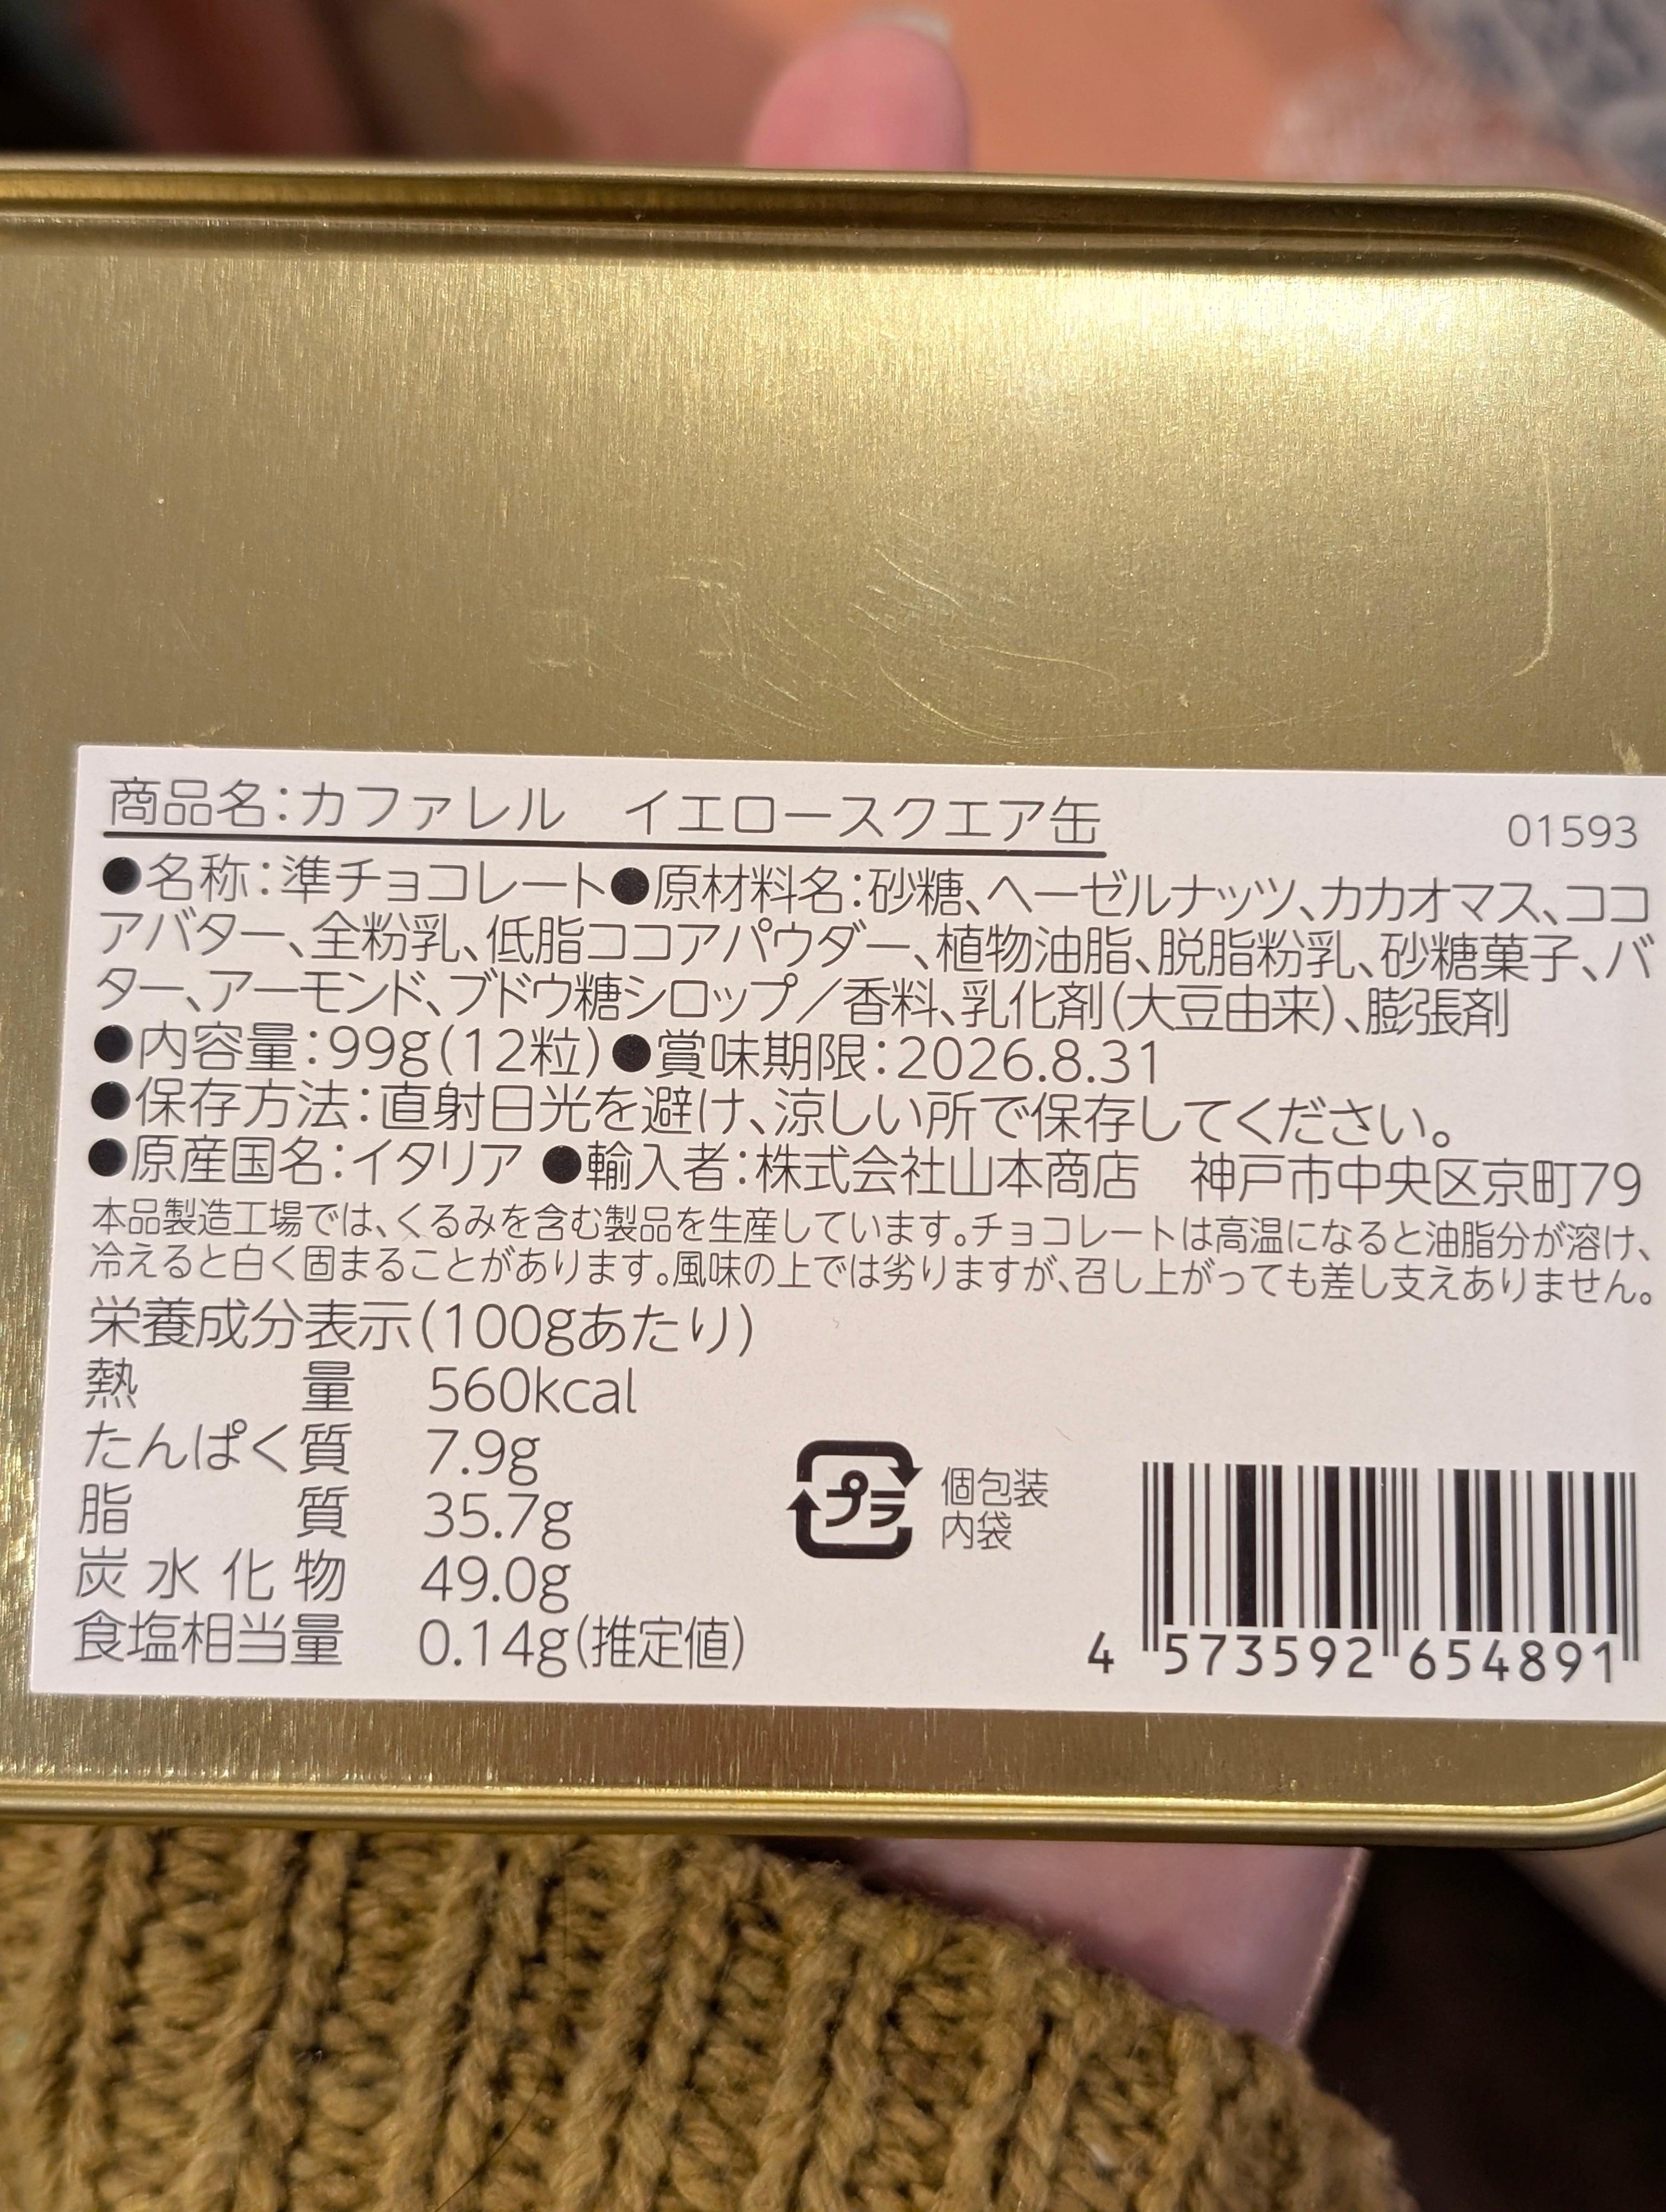 商品名：カファレル　イエロースクエア缶　01593
●名称：準チョコレート●原材料名：砂糖、ヘーゼルナッツ、カカオマス、ココ
アバター、全粉乳、低脂ココアパウダー、植物油脂、脱脂粉乳、砂糖菓子、バ
ター、アーモンド、ブドウ糖シロップ／香料、乳化剤（大豆由来）、膨張剤
●内容量：99g（12粒）●賞味期限：2026.8.31
●保存方法：直射日光を避け、涼しい所で保存してください。
●原産国名：イタリア　●輸入者：株式会社山本商店　神戸市中央区京町79
本品製造工場では、くるみを含む製品を生産しています。チョコレートは高温になると油脂分が溶け、
冷えると白く固まることがあります。風味の上では劣りますが、召し上がっても差し支えありません。
栄養成分表示（100gあたり）
熱量　560kcal
たんぱく質　7.9g
脂質　35.7g
炭水化物　49.0g
食塩相当量　0.14g（推定値）
プラ
個包装
内袋
4 573592 654891